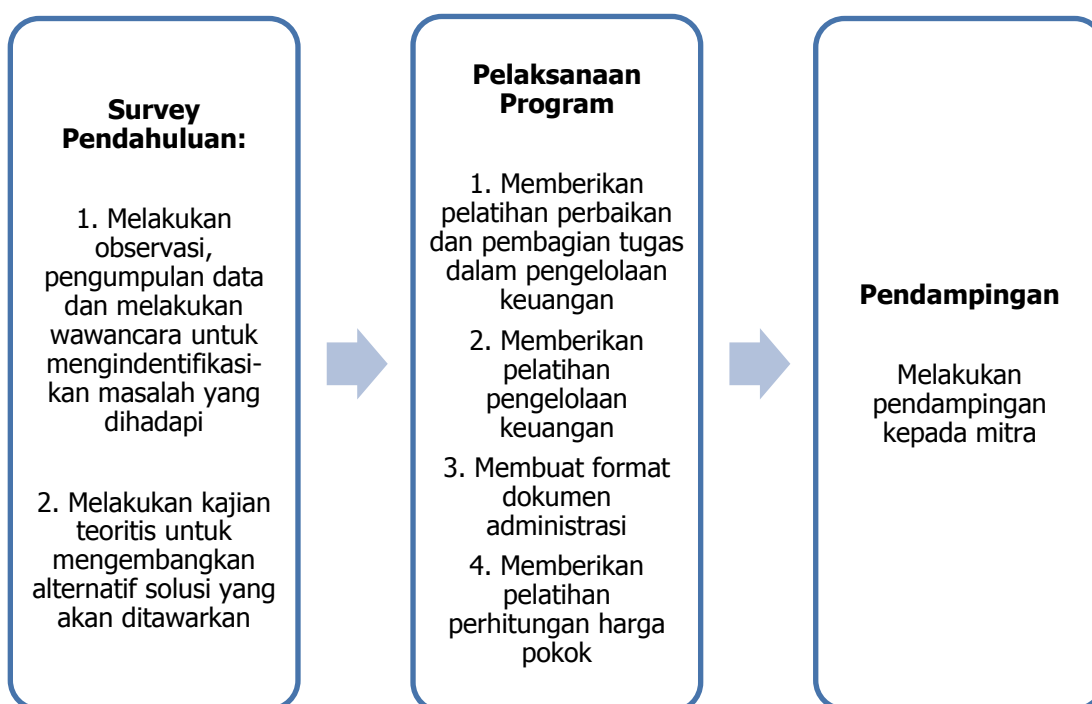 Survey
Pendahuluan:
1. Melakukan
observasi,
pengumpulan data
dan melakukan
wawancara untuk
mengindentifikasi-
kan masalah yang
dihadapi
2. Melakukan kajian
teoritis untuk
mengembangkan
alternatif solusi yang
akan ditawarkan
Pelaksanaan
Program
1. Memberikan
pelatihan perbaikan
dan pembagian tugas
dalam pengelolaan
keuangan
2. Memberikan
pelatihan
pengelolaan
keuangan
3. Membuat format
dokumen
administrasi
4. Memberikan
pelatihan
perhitungan harga
pokok
Pendampingan
Melakukan
pendampingan
kepada mitra